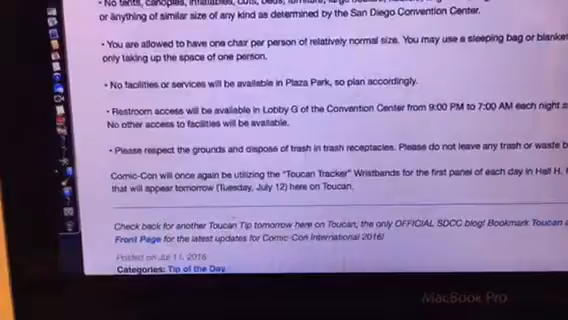 • No tents, canopies, inflatables, cots, beds, furniture, large
or anything of similar size of any kind as determined by the San Diego Convention Center.
• You are allowed to have one chair per person of relatively normal size. You may use a sleeping bag or blanket
only taking up the space of one person.
• No facilities or services will be available in Plaza Park, so plan accordingly.
• Restroom access will be available in Lobby G of the Convention Center from 9:00 PM to 7:00 AM each night
No other access to facilities will be available.
• Please respect the grounds and dispose of trash in trash receptacles. Please do not leave any trash or waste
Comic-Con will once again be utilizing the "Toucan Tracker" Wristbands for the first panel of each day in Hall H.
that will appear tomorrow (Tuesday, July 12) here on Toucan.
Check back for another Toucan Tip tomorrow here on Toucan, the only OFFICIAL SDCC blog! Bookmark Toucan
Front Page for the latest updates for Comic-Con International 2016!
Posted on Jul 11, 2016
Categories: Tip of the Day
MacBook Pro